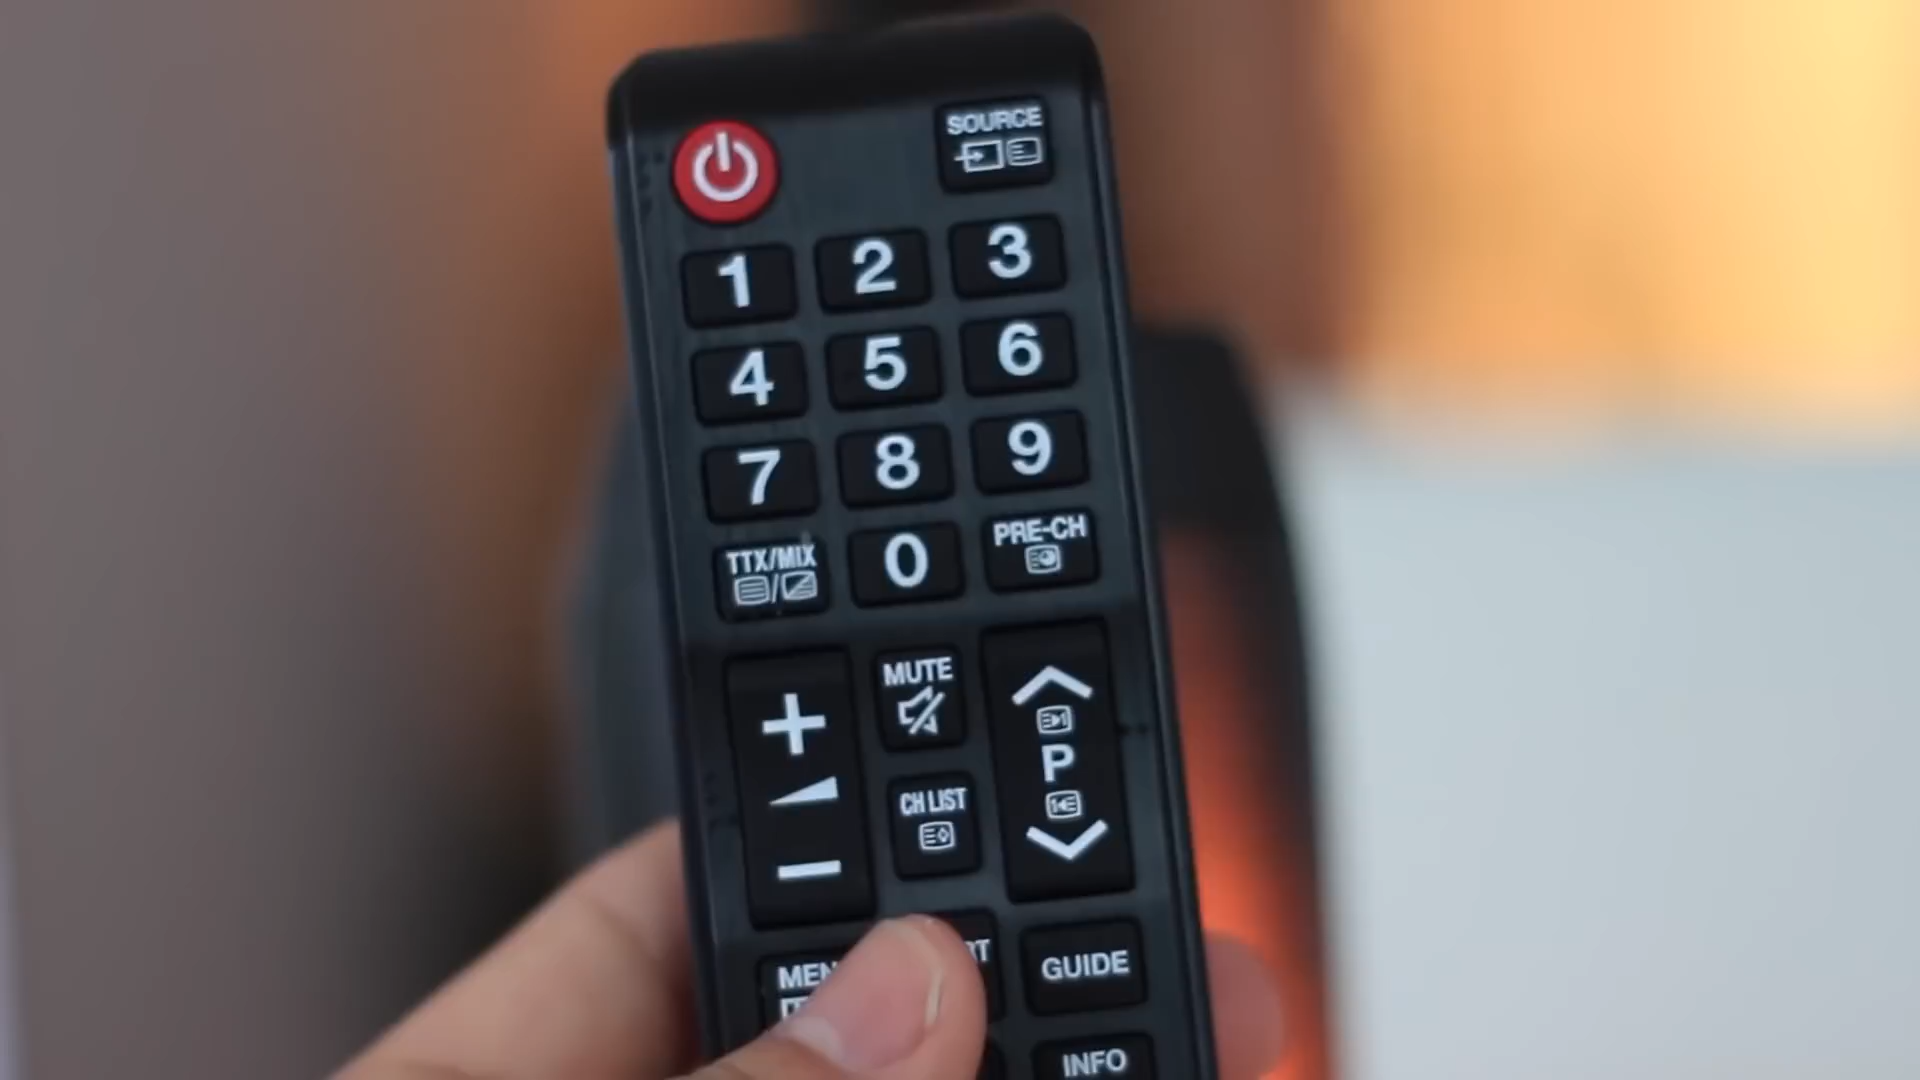 SOURCE
1 2 3
4 5 6
7 8 9
TTX/MIX 0 PRE-CH
MUTE
P
CH LIST
GUIDE
INFO